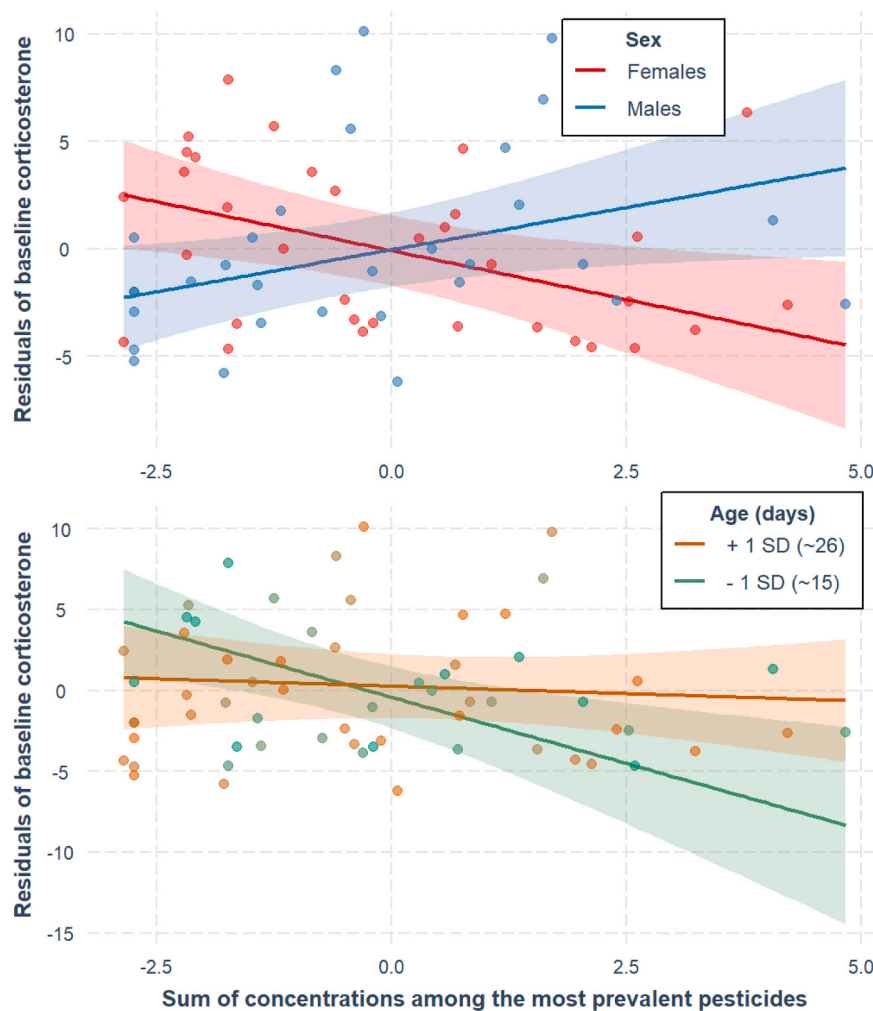 Residuals of baseline corticosterone
10
5
0
-5
Sex
Females
Males
-2.5
0.0
2.5
5.0
Residuals of baseline corticosterone
10
5
0
-5
-10
-15
Age (days)
+ 1 SD (~26)
- 1 SD (~15)
-2.5
0.0
2.5
5.0
Sum of concentrations among the most prevalent pesticides